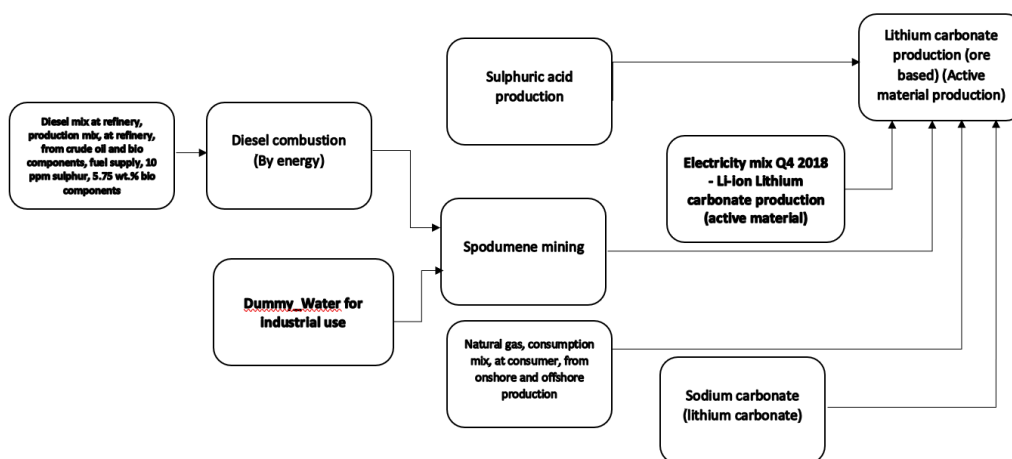 Diesel mix at refinery,
production mix, at refinery,
from crude oil and bio
components, fuel supply, 10
ppm sulphur, 5.75 wt.% bio
components
Diesel combustion
(By energy)
Dummy_Water for
industrial use
Sulphuric acid
production
Spodumene mining
Natural gas, consumption
mix, at consumer, from
onshore and offshore
production
Electricity mix Q4 2018
- Li-ion Lithium
carbonate production
(active material)
Sodium carbonate
(lithium carbonate)
Lithium carbonate
production (ore
based) (Active
material production)